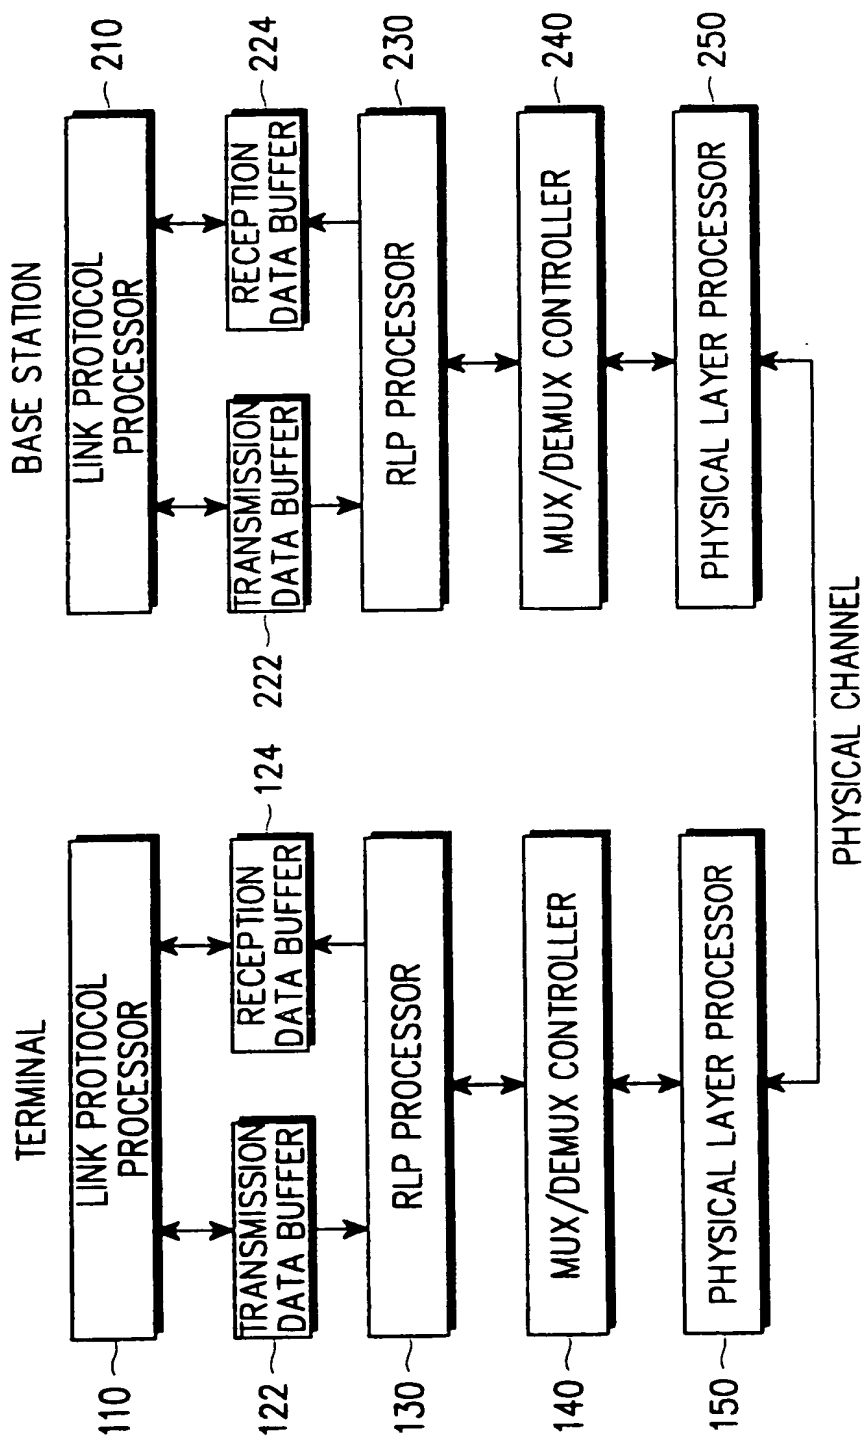 TERMINAL
110
LINK PROTOCOL
PROCESSOR
122
TRANSMISSION
DATA BUFFER
RECEPTION
DATA BUFFER
124
130
RLP PROCESSOR
140
MUX/DEMUX CONTROLLER
150
PHYSICAL LAYER PROCESSOR
BASE STATION
LINK PROTOCOL
PROCESSOR
210
222
TRANSMISSION
DATA BUFFER
RECEPTION
DATA BUFFER
224
RLP PROCESSOR
230
MUX/DEMUX CONTROLLER
240
PHYSICAL LAYER PROCESSOR
250
PHYSICAL CHANNEL